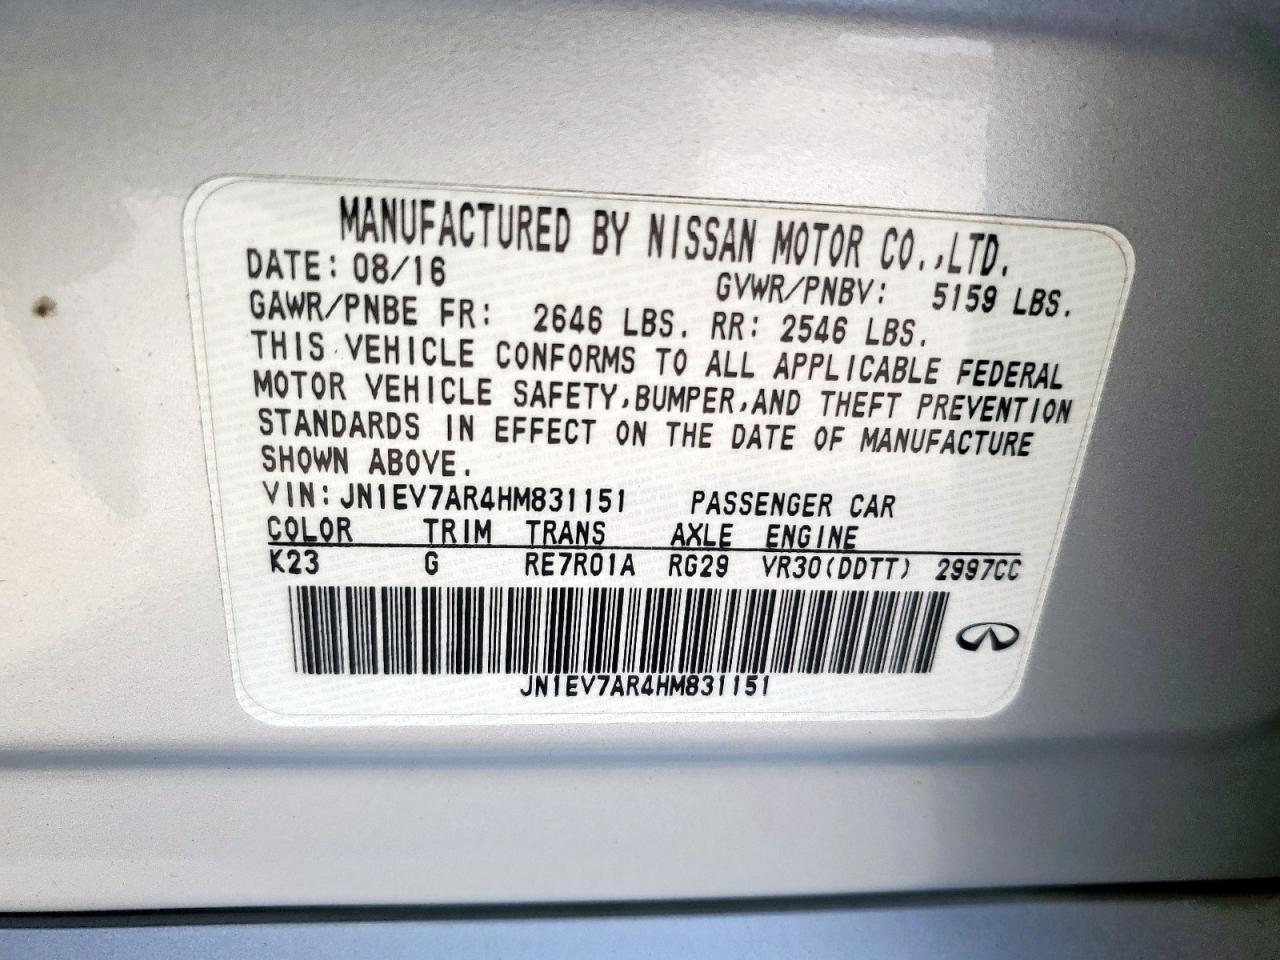 MANUFACTURED BY NISSAN MOTOR CO.,LTD.
DATE: 08/16 GVWR/PNBV: 5159 LBS.
GAWR/PNBE FR: 2646 LBS. RR: 2546 LBS.
THIS VEHICLE CONFORMS TO ALL APPLICABLE FEDERAL
MOTOR VEHICLE SAFETY,BUMPER,AND THEFT PREVENTION
STANDARDS IN EFFECT ON THE DATE OF MANUFACTURE
SHOWN ABOVE.
VIN: JN1EV7AR4HM831151 PASSENGER CAR
COLOR TRIM TRANS AXLE ENGINE
K23 G RE7R01A RG29 VR30(DDTT) 2997CC
JN1EV7AR4HM831151